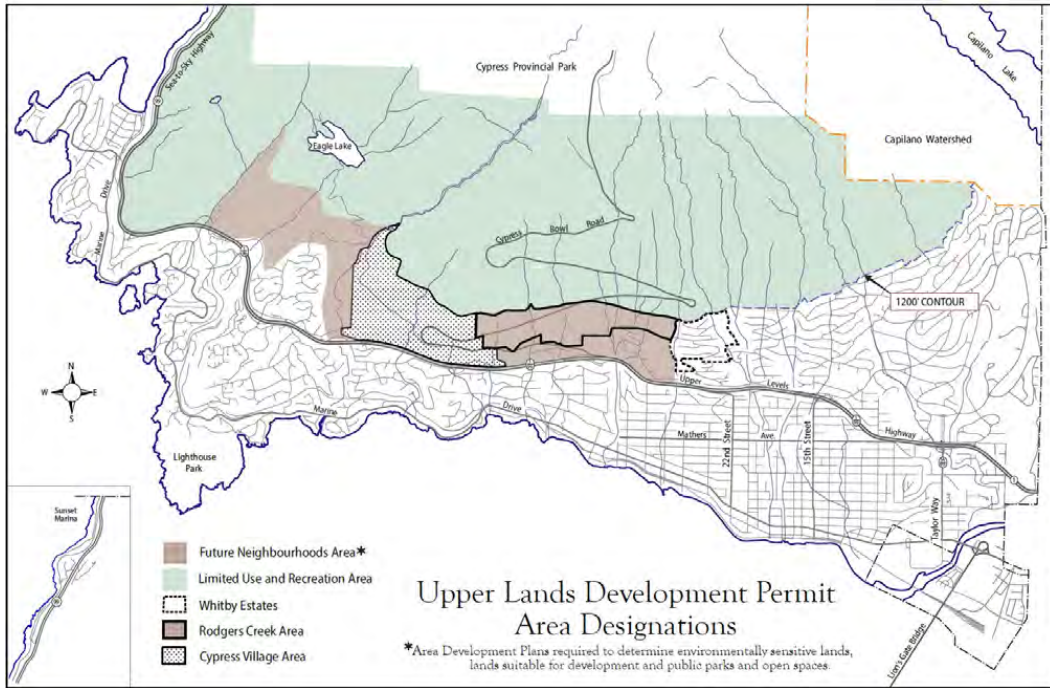 Sea-to-Sky Highway
Cypress Provincial Park
Capilano
Lake
Capilano Watershed
Eagle Lake
Marine Drive
Cypress Bowl Road
1200' CONTOUR
N
W E
S
Upper Levels Highway
Marine Drive
Mathers Ave
22nd Street
15th Street
Taylor Way
Lighthouse
Park
Sunset
Marina
Lion's Gate Bridge
Future Neighbourhoods Area*
Limited Use and Recreation Area
Whitby Estates
Rodgers Creek Area
Cypress Village Area
Upper Lands Development Permit
Area Designations
*Area Development Plans required to determine environmentally sensitive lands,
lands suitable for development and public parks and open spaces.